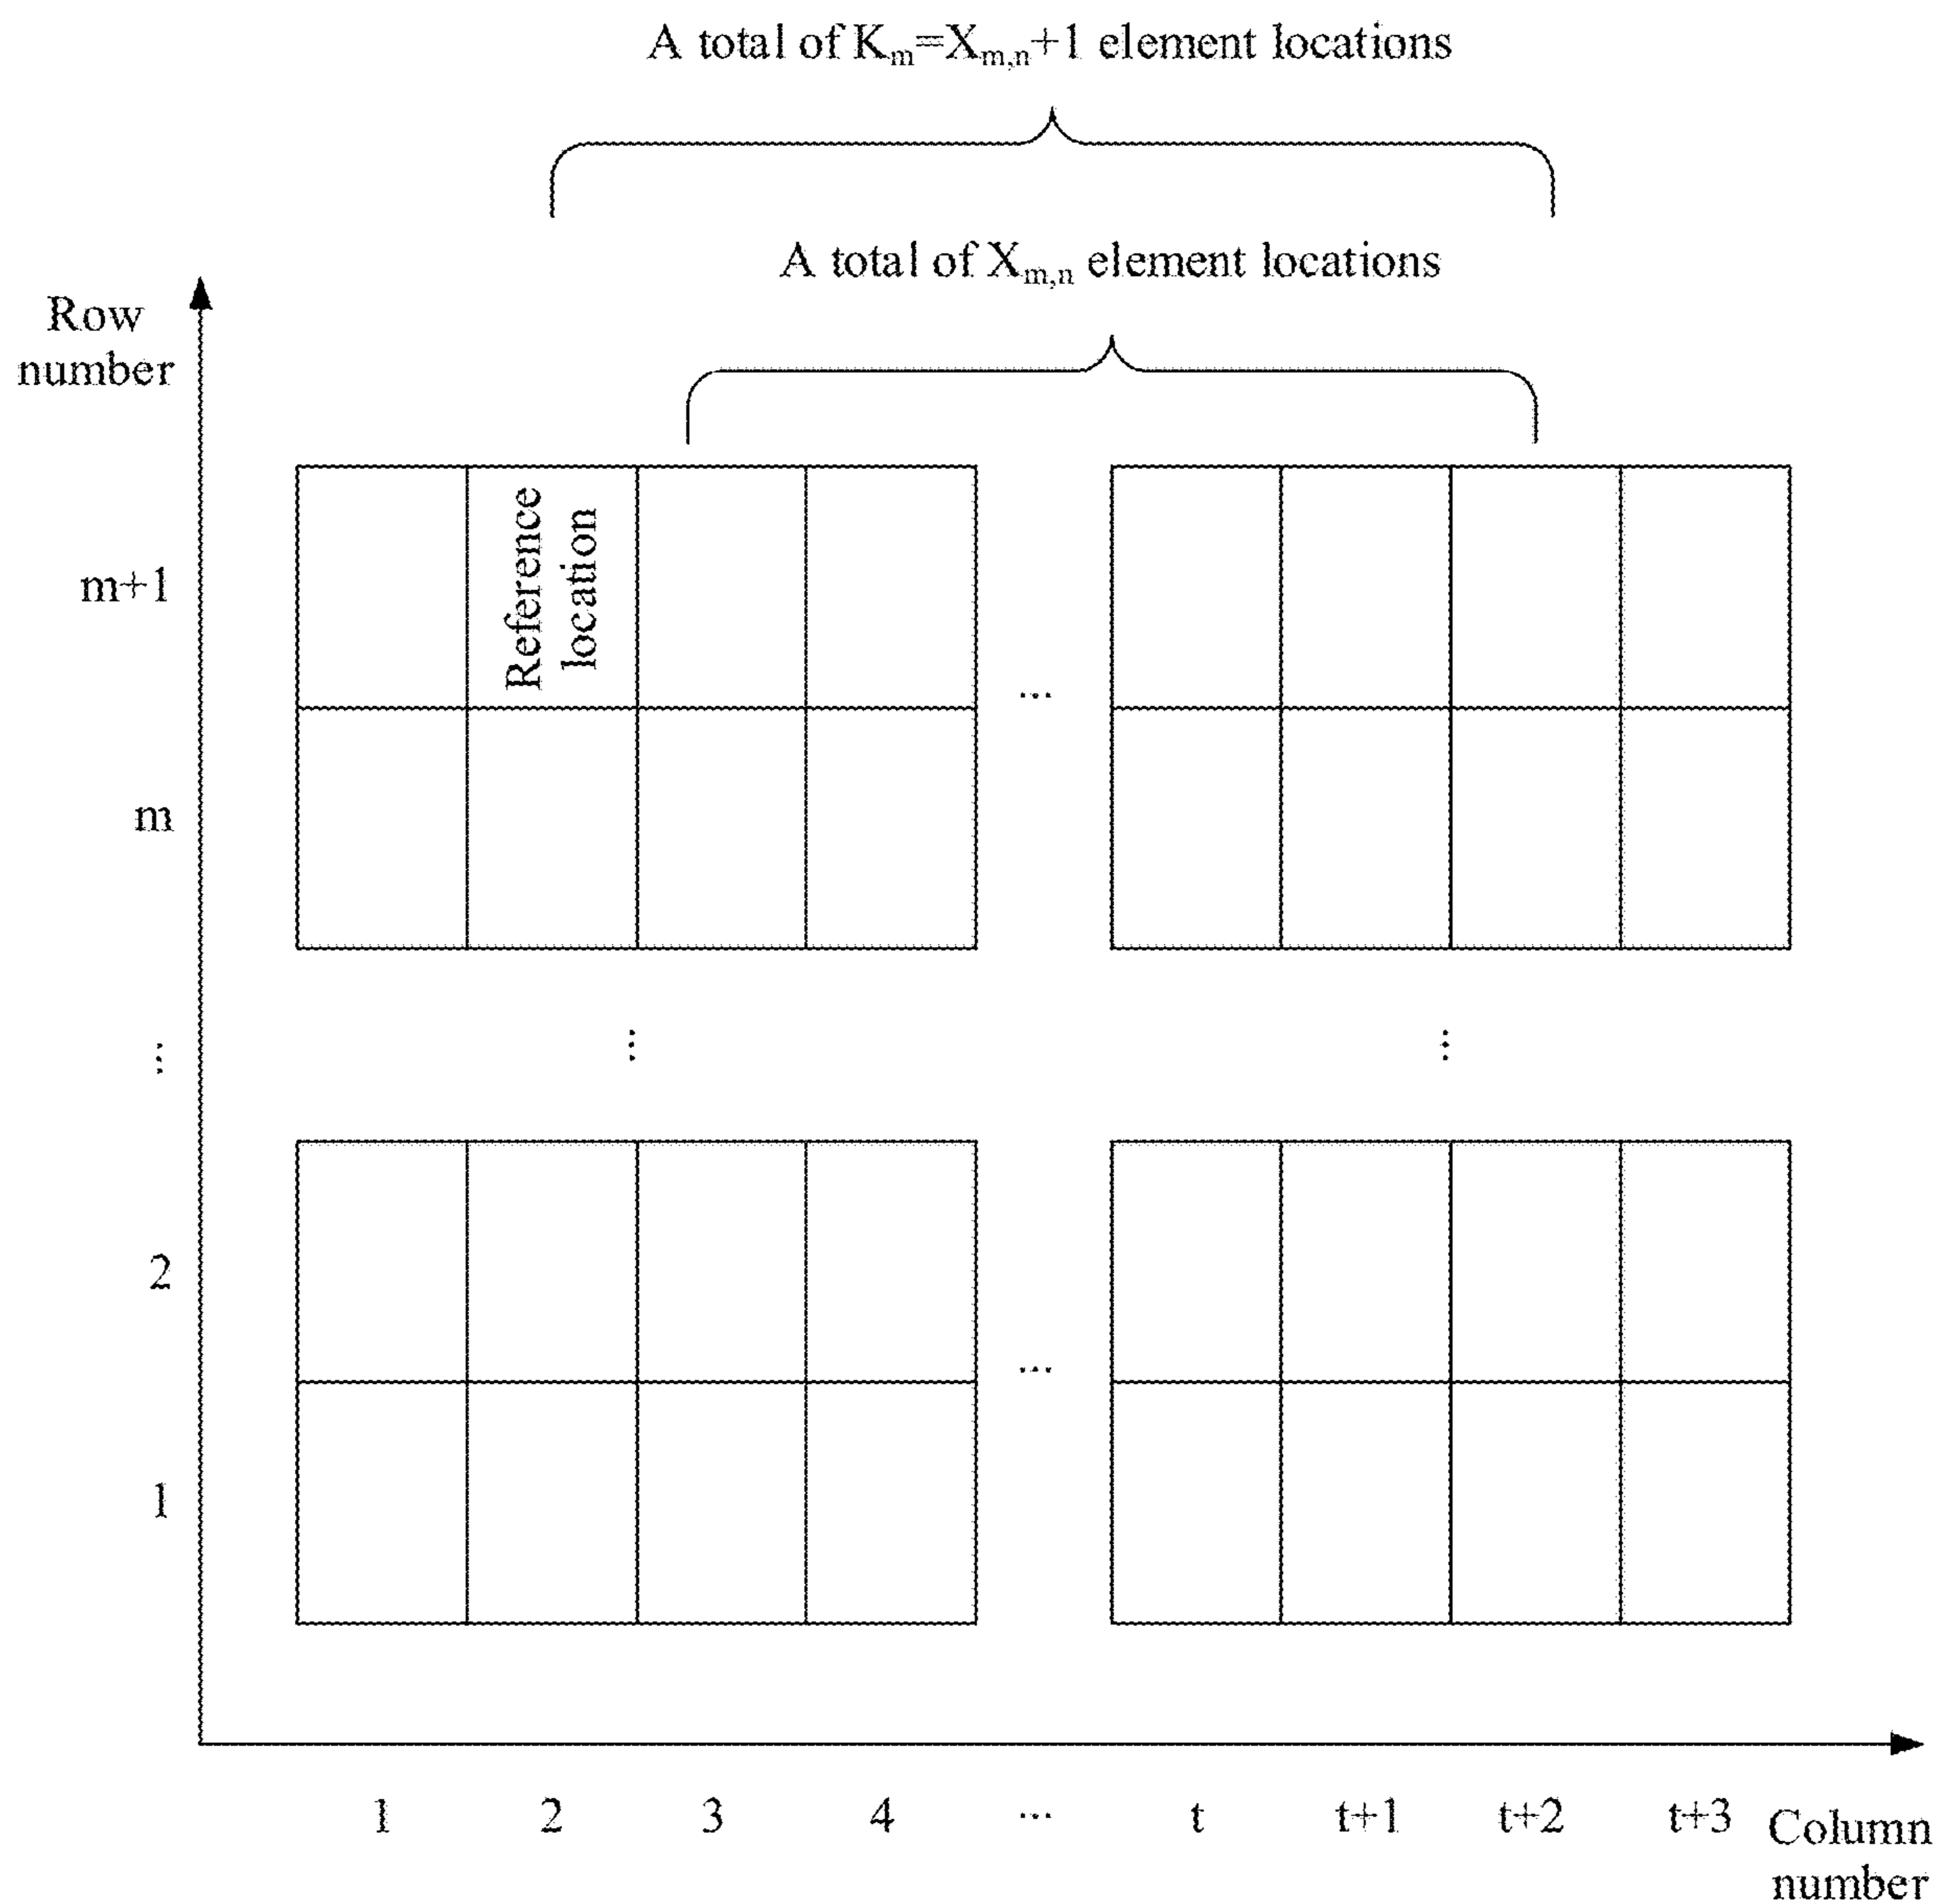 A total of Kₘ=Xₘ,ₙ+1 element locations
A total of Xₘ,ₙ element locations
Row
number
m+1
Reference
location
...
m
⋮
⋮
⋮
2
...
1
1 2 3 4 ... t t+1 t+2 t+3
Column
number